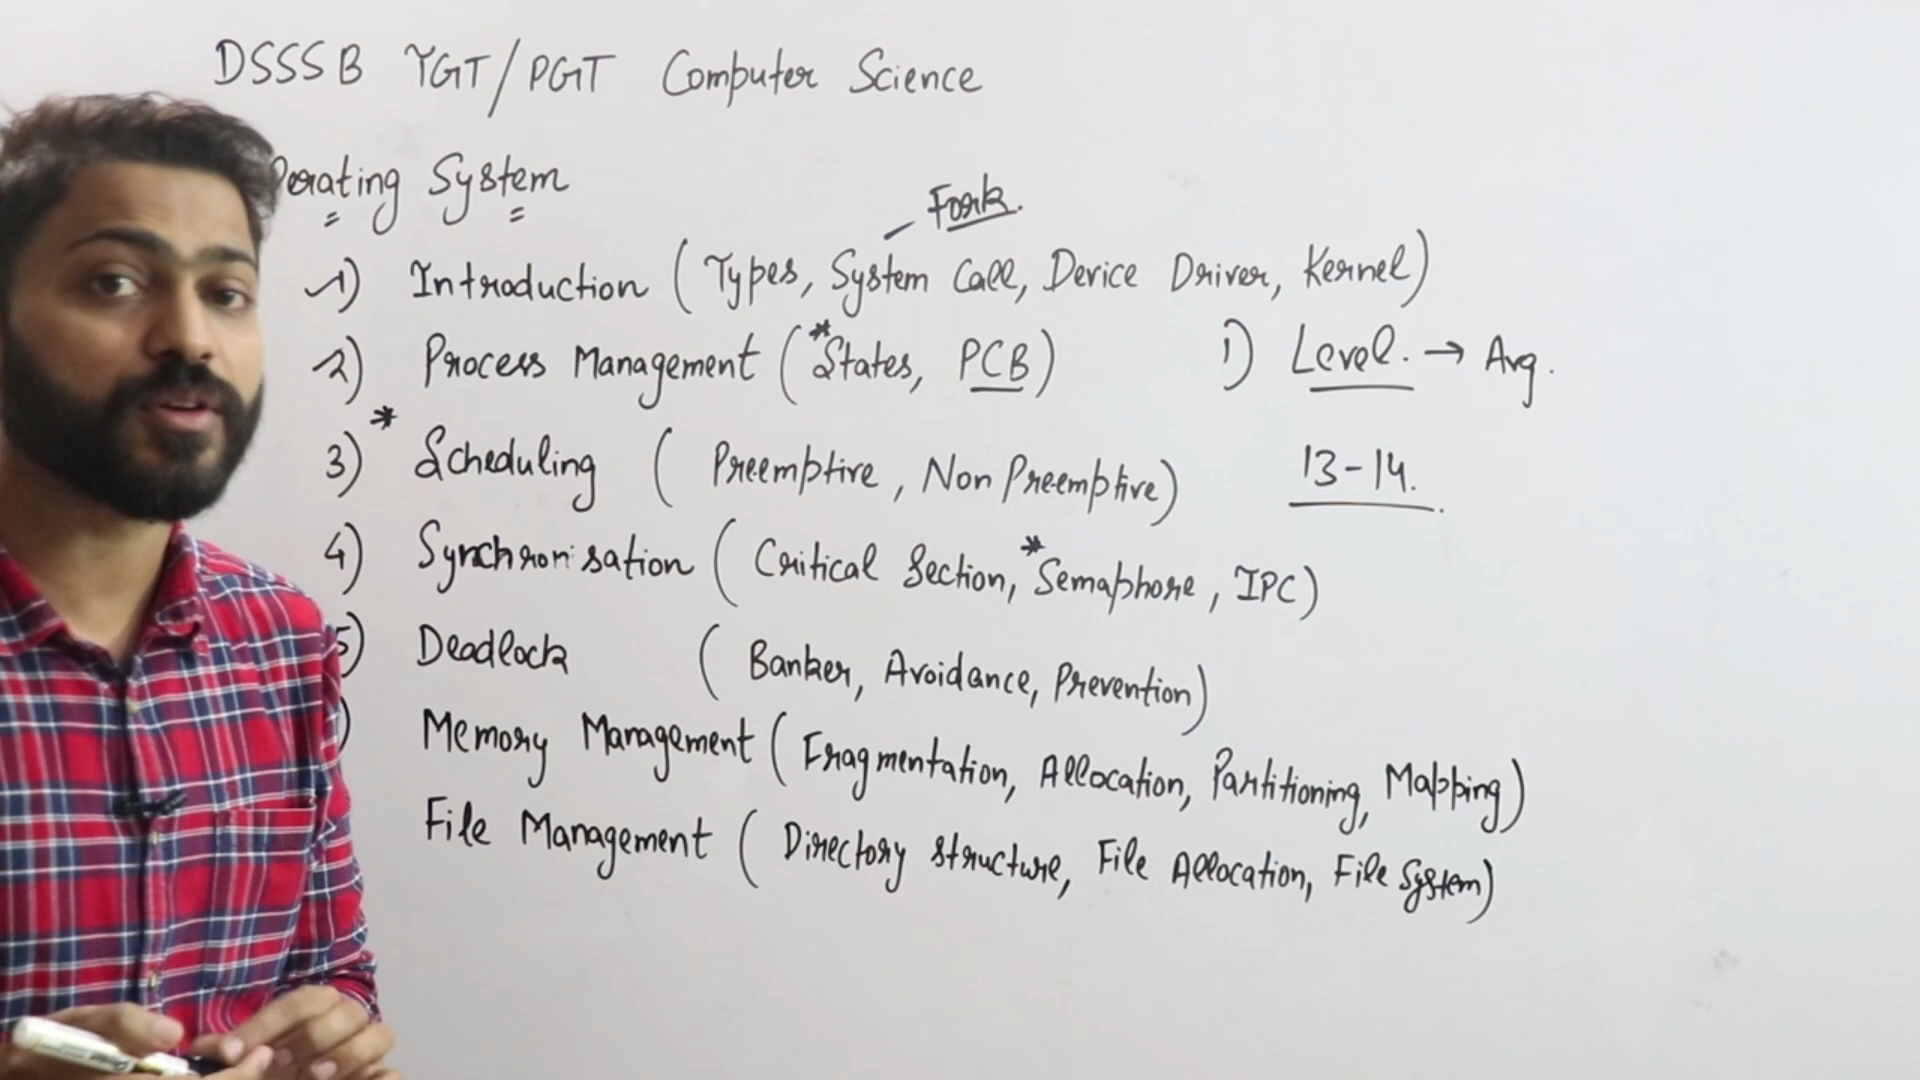 DSSSB TGT/PGT Computer Science
perating System
Fork.
1) Introduction (Types, System Call, Device Driver, Kernel)
2) Process Management (*States, PCB)
1) Level. → Avg.
3) *Scheduling (Preemptive, Non Preemptive)
13-14.
4) Synchronisation (Critical Section, *Semaphore, IPC)
5) Deadlock (Banker, Avoidance, Prevention)
) Memory Management (Fragmentation, Allocation, Partitioning, Mapping)
File Management (Directory structure, File Allocation, File System)